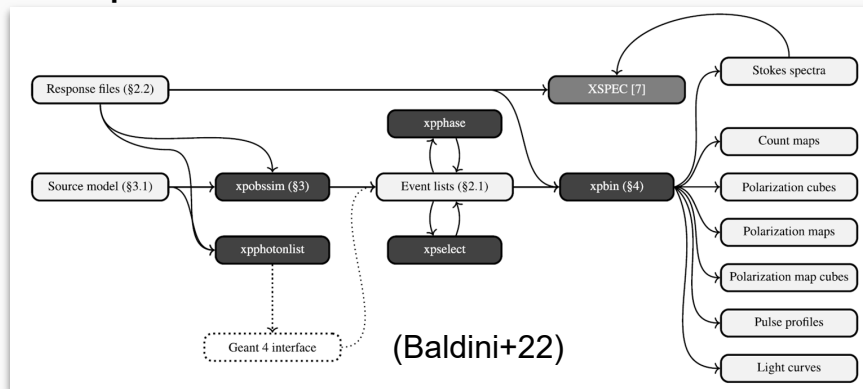 Stokes spectra
Response files (§2.2)
XSPEC [7]
xpphase
Count maps
Source model (§3.1)
xpobssim (§3)
Event lists (§2.1)
xpbin (§4)
Polarization cubes
Polarization maps
xpphotonlist
xpselect
Polarization map cubes
Pulse profiles
Geant 4 interface
(Baldini+22)
Light curves